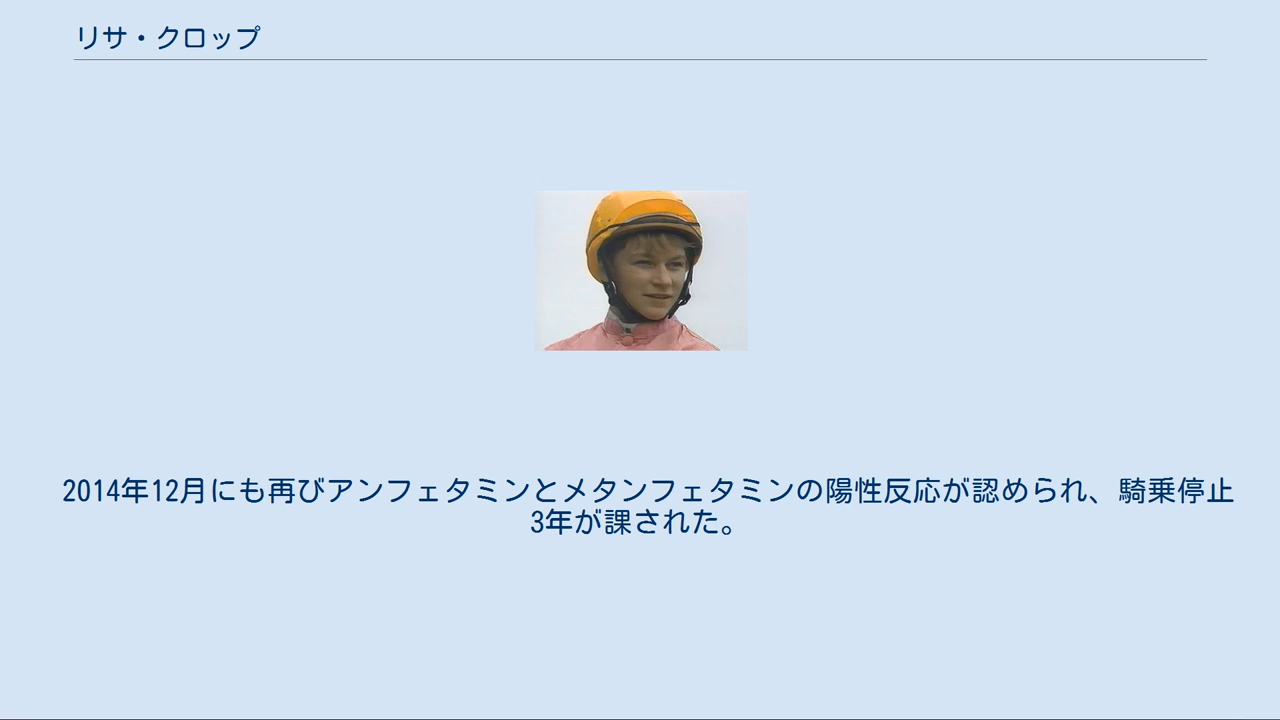 リサ・クロップ
2014年12月にも再びアンフェタミンとメタンフェタミンの陽性反応が認められ、騎乗停止
3年が課された。